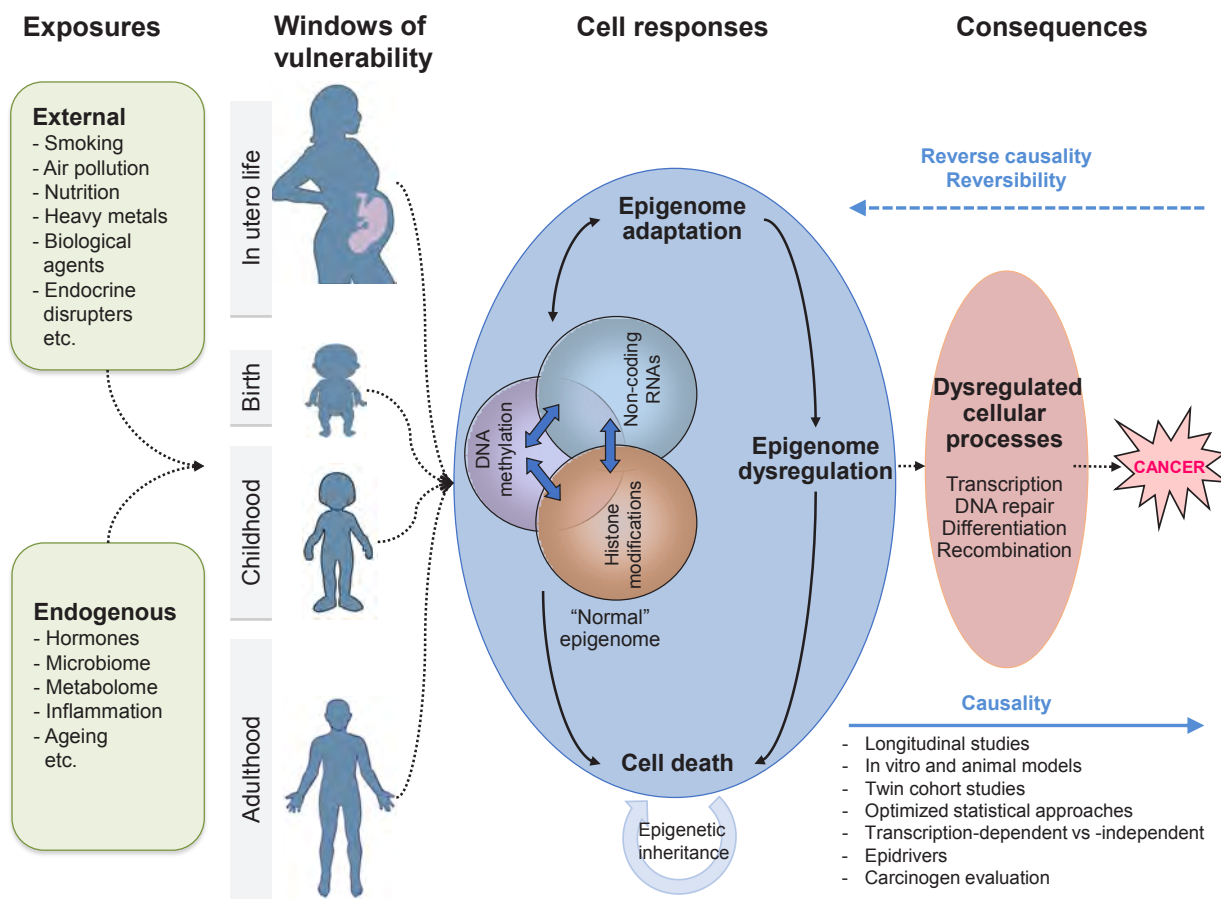 Exposures
Windows of
vulnerability
Cell responses
Consequences
External
- Smoking
- Air pollution
- Nutrition
- Heavy metals
- Biological
agents
- Endocrine
disrupters
etc.
Endogenous
- Hormones
- Microbiome
- Metabolome
- Inflammation
- Ageing
etc.
In utero life
Birth
Childhood
Adulthood
Epigenome
adaptation
Non-coding
RNAs
DNA
methylation
Histone
modifications
"Normal"
epigenome
Epigenome
dysregulation
Cell death
Epigenetic
inheritance
Reverse causality
Reversibility
Dysregulated
cellular
processes
Transcription
DNA repair
Differentiation
Recombination
CANCER
Causality
- Longitudinal studies
- In vitro and animal models
- Twin cohort studies
- Optimized statistical approaches
- Transcription-dependent vs -independent
- Epidrivers
- Carcinogen evaluation